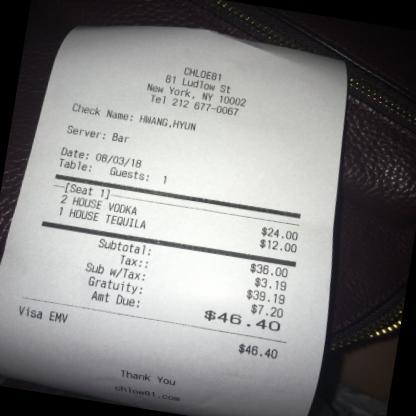 CHLOE81
81 Ludlow St
New York, NY 10002
Tel 212 677-0067
Check Name: HWANG,HYUN
Server: Bar
Date: 08/03/18
Table: Guests: 1
[Seat 1]
2 HOUSE VODKA $24.00
1 HOUSE TEQUILA $12.00
Subtotal: $36.00
Tax:: $3.19
Sub w/Tax: $39.19
Gratuity: $7.20
Amt Due: $46.40
Visa EMV $46.40
Thank You
chloe81.com